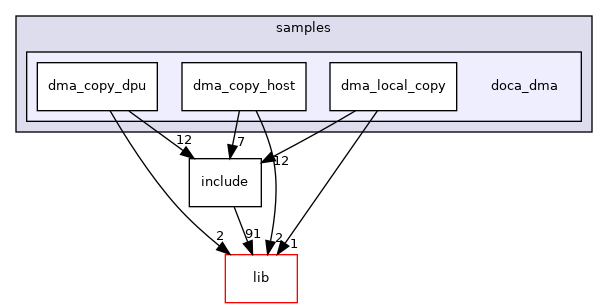 samples
dma_copy_dpu
dma_copy_host
dma_local_copy
doca_dma
12
7
12
include
2
91
2
1
lib